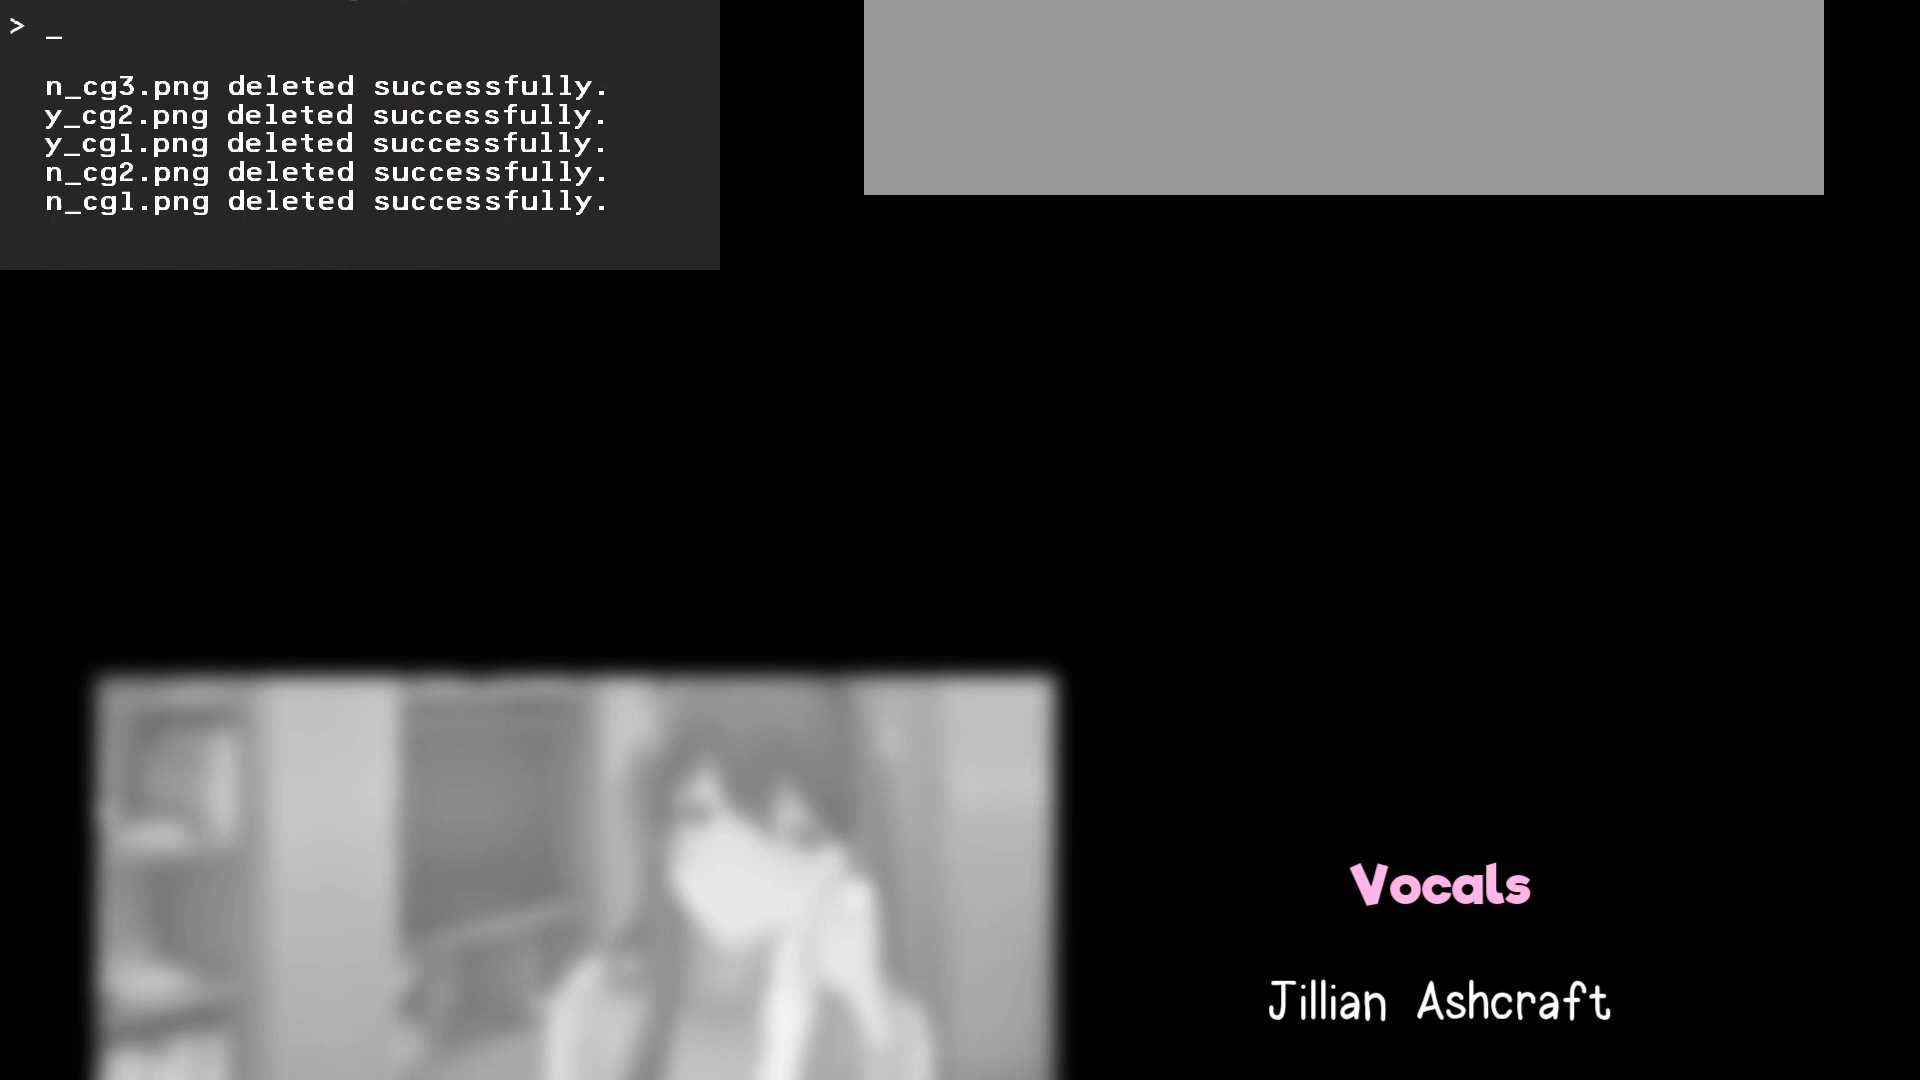 > _
n_cg3.png deleted successfully.
y_cg2.png deleted successfully.
y_cg1.png deleted successfully.
n_cg2.png deleted successfully.
n_cg1.png deleted successfully.
Vocals
Jillian Ashcraft